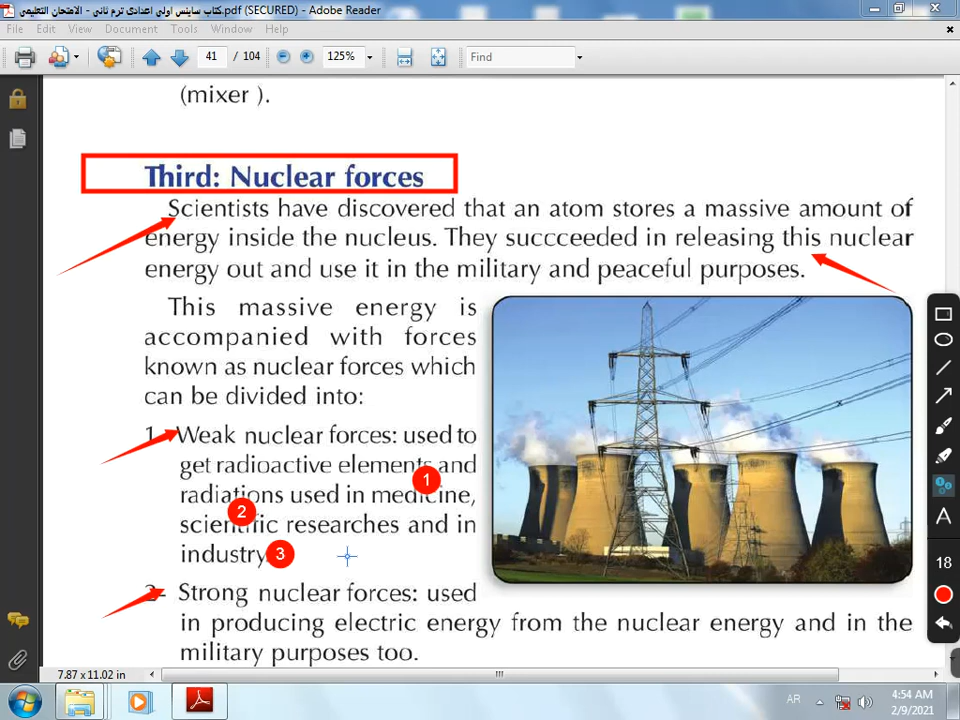 كتاب ساينس اولي اعدادى ترم ثاني - الامتحان التعليمي.pdf (SECURED) - Adobe Reader
File Edit View Document Tools Window Help
41 / 104 125% Find
(mixer ).
Third: Nuclear forces
Scientists have discovered that an atom stores a massive amount of
energy inside the nucleus. They succceeded in releasing this nuclear
energy out and use it in the military and peaceful purposes.
This massive energy is
accompanied with forces
known as nuclear forces which
can be divided into:
1- Weak nuclear forces: used to
get radioactive elements and
1
radiations used in medicine,
2
scientific researches and in
industry.
3
2- Strong nuclear forces: used
in producing electric energy from the nuclear energy and in the
military purposes too.
A
18
7.87 x 11.02 in
AR
4:54 AM
2/9/2021